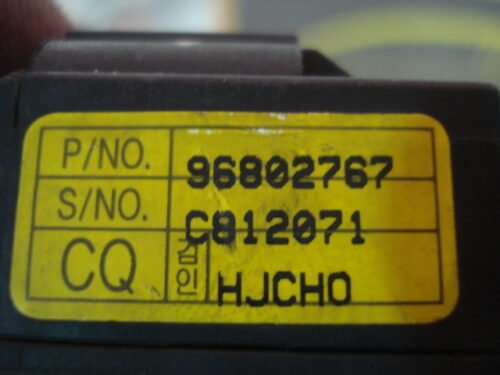 P/NO. 96802767
S/NO. C812071
CQ 검인 HJCHO